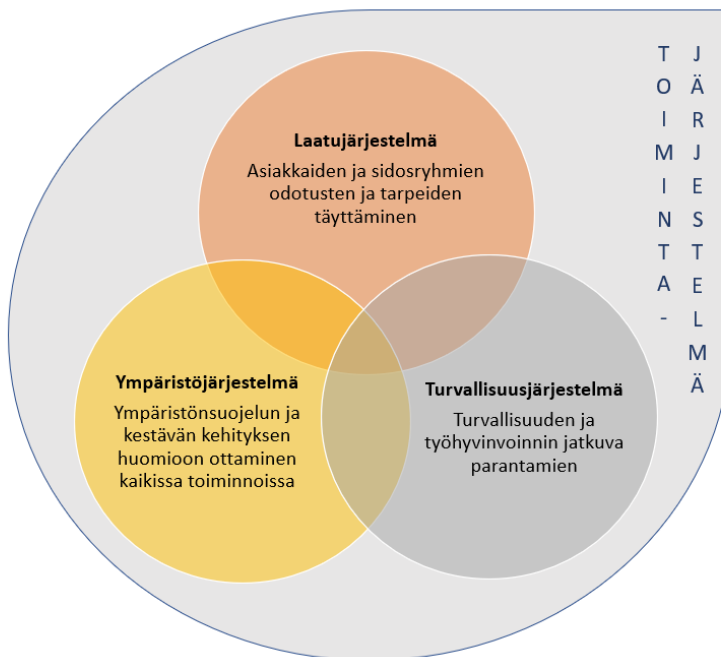 Laatujärjestelmä
Asiakkaiden ja sidosryhmien
odotusten ja tarpeiden
täyttäminen
Ympäristöjärjestelmä
Ympäristönsuojelun ja
kestävän kehityksen
huomioon ottaminen
kaikissa toiminnoissa
Turvallisuusjärjestelmä
Turvallisuuden ja
työhyvinvoinnin jatkuva
parantamien
TOIMINTA-
JÄRJESTELMÄ